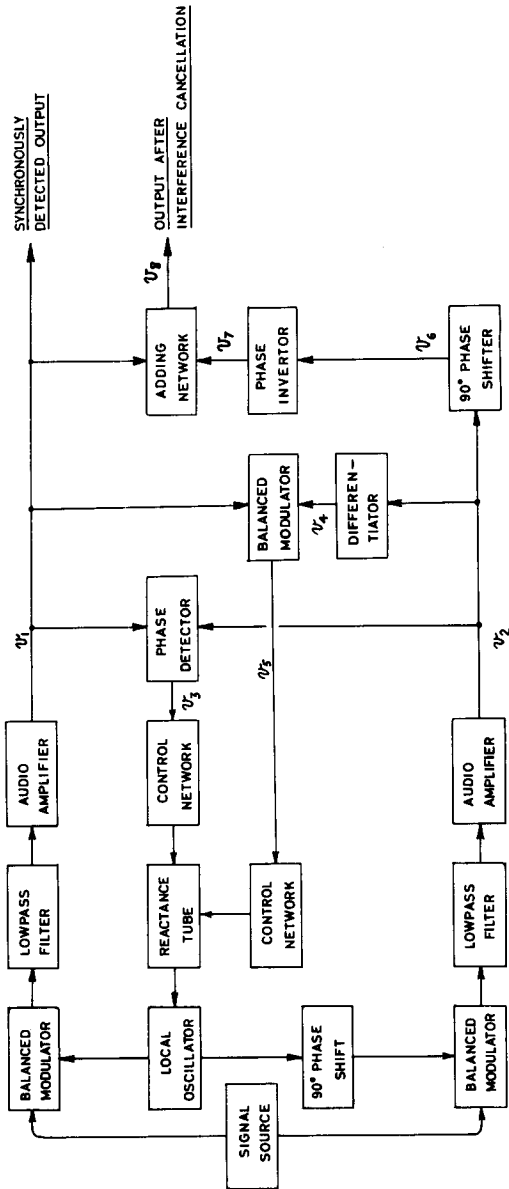 SYNCHRONOUSLY
DETECTED OUTPUT
OUTPUT AFTER
INTERFERENCE CANCELLATION
v1
v8
ADDING
NETWORK
v7
PHASE
INVERTOR
v6
90° PHASE
SHIFTER
BALANCED
MODULATOR
v4
DIFFEREN-
TIATOR
PHASE
DETECTOR
v3
v5
v2
AUDIO
AMPLIFIER
CONTROL
NETWORK
AUDIO
AMPLIFIER
LOWPASS
FILTER
REACTANCE
TUBE
CONTROL
NETWORK
LOWPASS
FILTER
BALANCED
MODULATOR
LOCAL
OSCILLATOR
90° PHASE
SHIFT
BALANCED
MODULATOR
SIGNAL
SOURCE